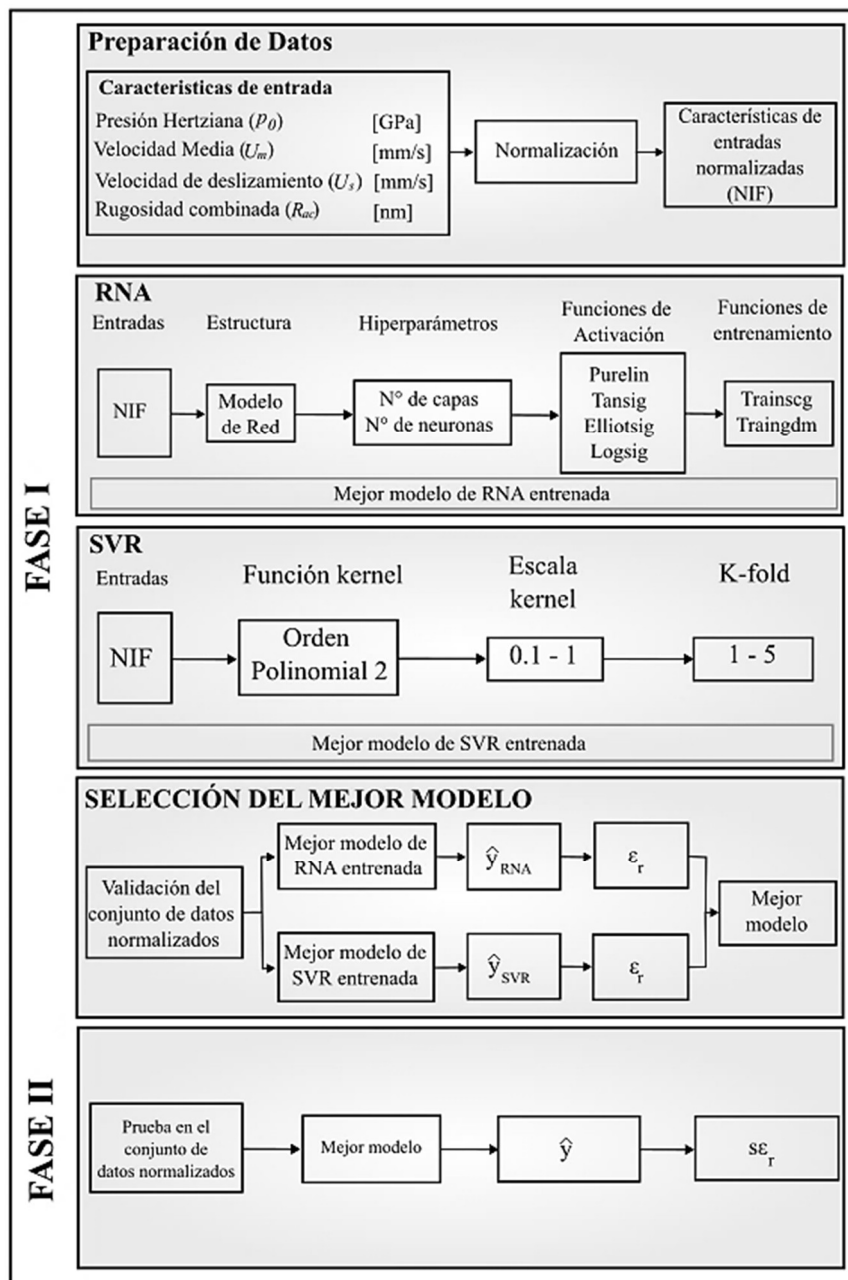 FASE I
Preparación de Datos
Caracteristicas de entrada
Presión Hertziana (p0) [GPa]
Velocidad Media (Um) [mm/s]
Velocidad de deslizamiento (Us) [mm/s]
Rugosidad combinada (Rac) [nm]
Normalización
Características de
entradas
normalizadas
(NIF)
RNA
Entradas
Estructura
Hiperparámetros
Funciones de
Activación
Funciones de
entrenamiento
NIF
Modelo
de Red
N° de capas
N° de neuronas
Purelin
Tansig
Elliotsig
Logsig
Trainscg
Traingdm
Mejor modelo de RNA entrenada
SVR
Entradas
Función kernel
Escala
kernel
K-fold
NIF
Orden
Polinomial 2
0.1 - 1
1 - 5
Mejor modelo de SVR entrenada
SELECCIÓN DEL MEJOR MODELO
Validación del
conjunto de datos
normalizados
Mejor modelo de
RNA entrenada
ŷRNA
εr
Mejor modelo de
SVR entrenada
ŷSVR
εr
Mejor
modelo
FASE II
Prueba en el
conjunto de
datos normalizados
Mejor modelo
ŷ
sεr